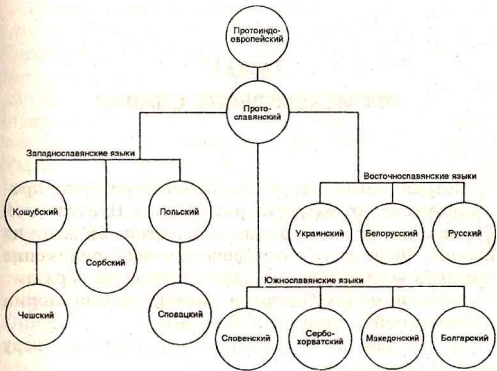 Протоиндо-
европейский
Прото-
славянский
Западнославянские языки
Восточнославянские языки
Кошубский
Польский
Сорбский
Украинский
Белорусский
Русский
Чешский
Словацкий
Южнославянские языки
Словенский
Сербо-
хорватский
Македонский
Болгарский